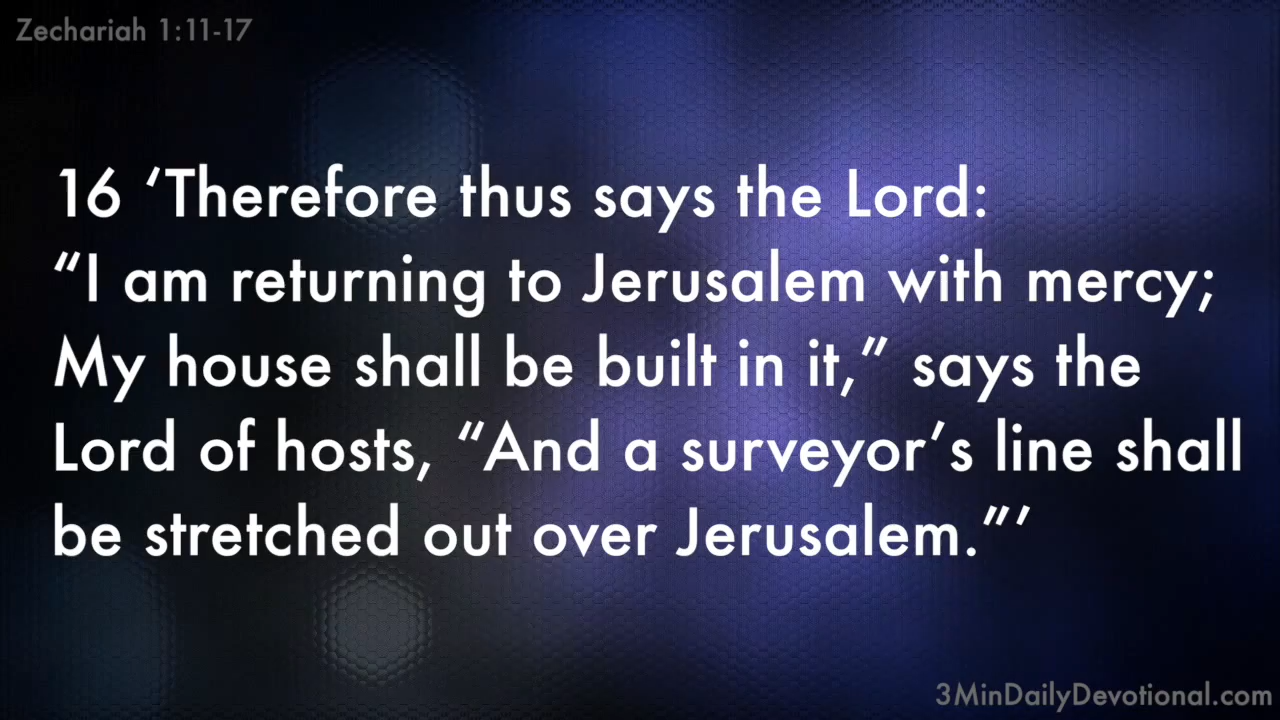 Zechariah 1:11-17
16 ‘Therefore thus says the Lord:
“I am returning to Jerusalem with mercy;
My house shall be built in it,” says the
Lord of hosts, “And a surveyor’s line shall
be stretched out over Jerusalem.”’
3MinDailyDevotional.com